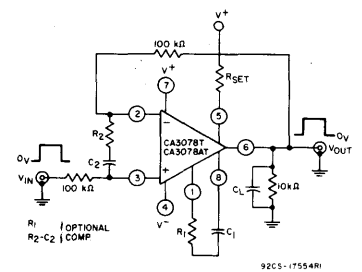 V+
100 kΩ
RSET
V+
7
2
5
R2
CA3078T
CA3078AT
6
0V
C2
VOUT
0V
VIN
100 kΩ
3
8
1
4
V-
CL
10kΩ
R1
C1
R1 OPTIONAL
R2-C2 COMP.
92CS-17554R1